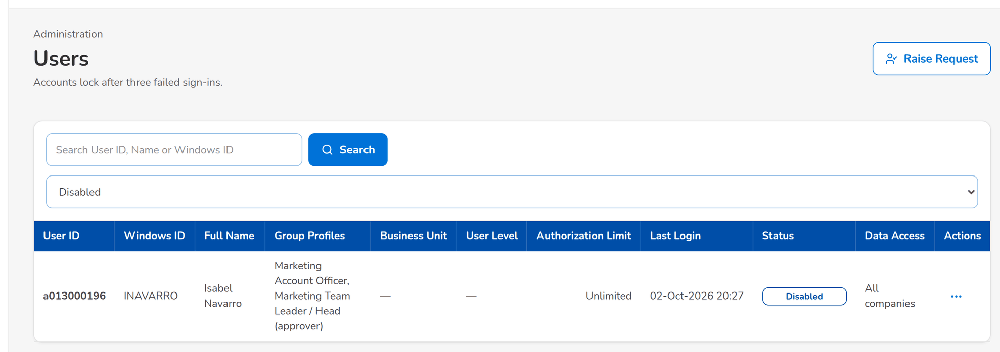 Administration
Users
Raise Request
Accounts lock after three failed sign-ins.
Search User ID, Name or Windows ID
Search
Disabled
User ID Windows ID Full Name Group Profiles Business Unit User Level Authorization Limit Last Login Status Data Access Actions
a013000196 INAVARRO Isabel Navarro Marketing Account Officer, Marketing Team Leader / Head (approver) — — Unlimited 02-Oct-2026 20:27 Disabled All companies ...